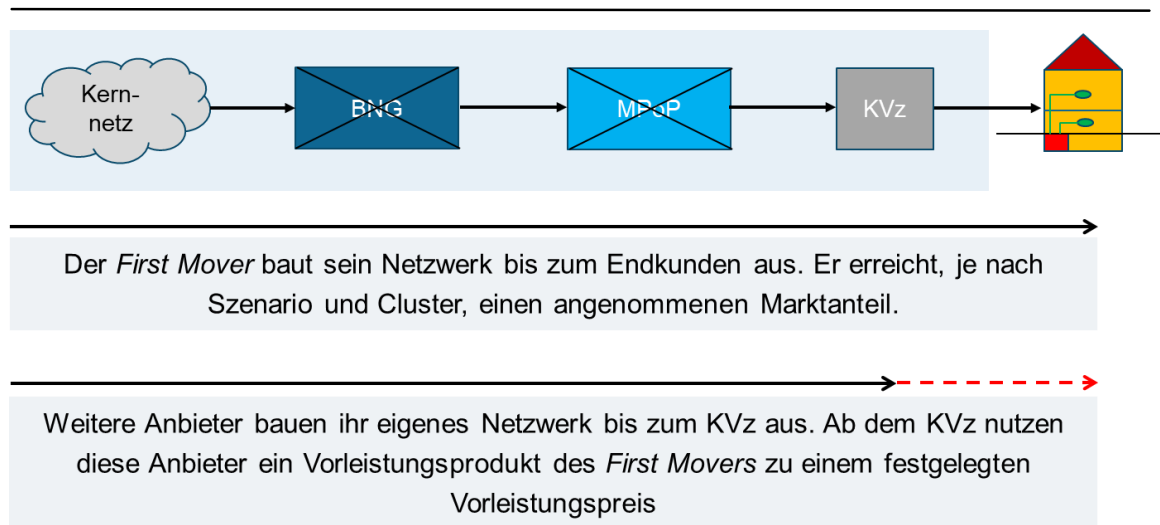 Kern-
netz
BNG
MPoP
KVz
Der First Mover baut sein Netzwerk bis zum Endkunden aus. Er erreicht, je nach
Szenario und Cluster, einen angenommenen Marktanteil.
Weitere Anbieter bauen ihr eigenes Netzwerk bis zum KVz aus. Ab dem KVz nutzen
diese Anbieter ein Vorleistungsprodukt des First Movers zu einem festgelegten
Vorleistungspreis